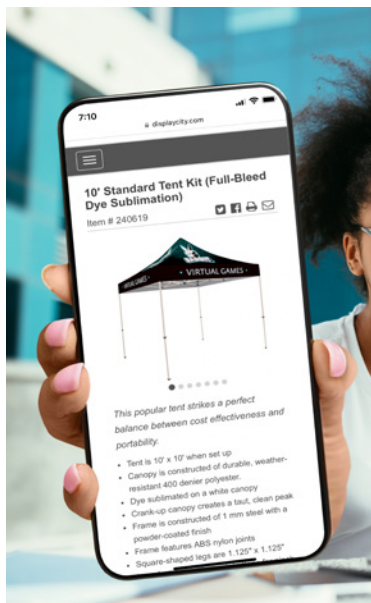 7:10
displaycity.com
10' Standard Tent Kit (Full-Bleed
Dye Sublimation)
Item # 240619
VIRTUAL GAMES
VIRTUAL GAMES
This popular tent strikes a perfect
balance between cost effectiveness and
portability.
• Tent is 10' x 10' when set up
• Canopy is constructed of durable, weather-
resistant 400 denier polyester.
• Dye sublimated on a white canopy
• Crank-up canopy creates a taut, clean peak
• Frame is constructed of 1 mm steel with a
powder-coated finish
• Frame features ABS nylon joints
• Square-shaped legs are 1.125" x 1.125"